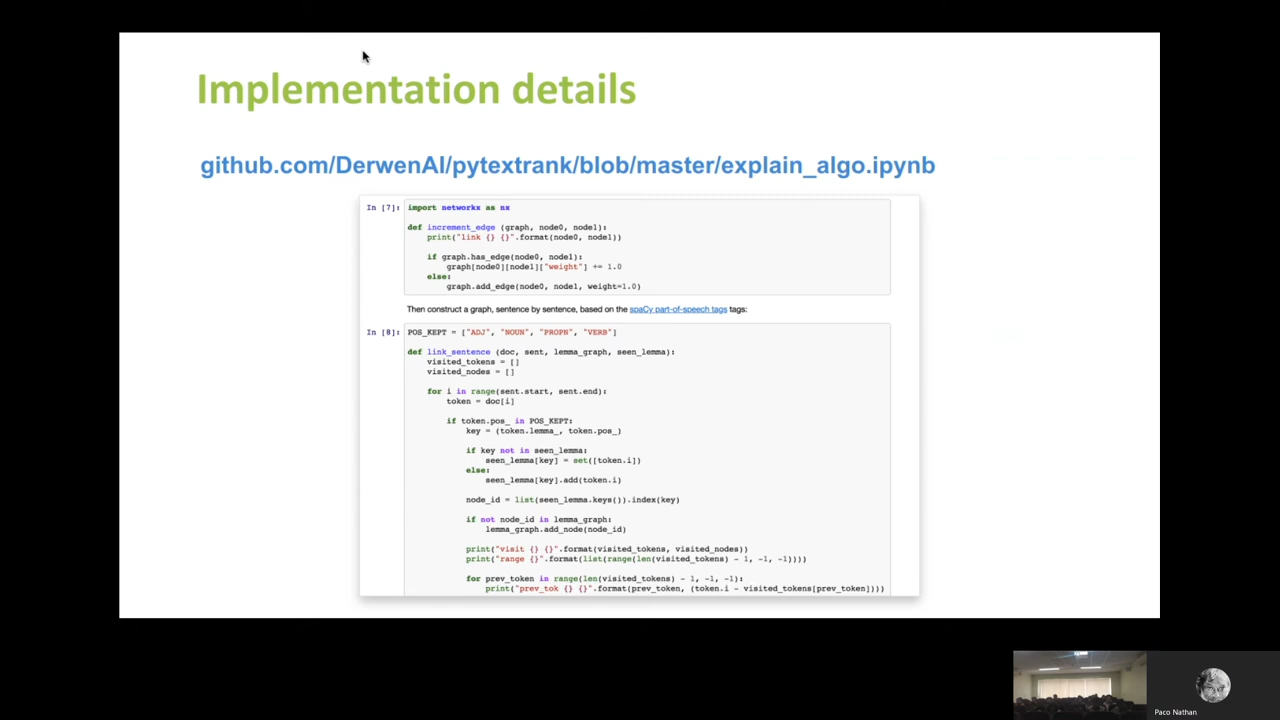 Implementation details
github.com/DerwenAI/pytextrank/blob/master/explain_algo.ipynb
In [7]: import networkx as nx
def increment_edge (graph, node0, node1):
print("link {} {}".format(node0, node1))
if graph.has_edge(node0, node1):
graph[node0][node1]["weight"] += 1.0
else:
graph.add_edge(node0, node1, weight=1.0)
Then construct a graph, sentence by sentence, based on the spaCy part-of-speech tags tags:
In [8]: POS_KEPT = ["ADJ", "NOUN", "PROPN", "VERB"]
def link_sentence (doc, sent, lemma_graph, seen_lemma):
visited_tokens = []
visited_nodes = []
for i in range(sent.start, sent.end):
token = doc[i]
if token.pos_ in POS_KEPT:
key = (token.lemma_, token.pos_)
if key not in seen_lemma:
seen_lemma[key] = set([token.i])
else:
seen_lemma[key].add(token.i)
node_id = list(seen_lemma.keys()).index(key)
if not node_id in lemma_graph:
lemma_graph.add_node(node_id)
print("visit {} {}".format(visited_tokens, visited_nodes))
print("range {}".format(list(range(len(visited_tokens) - 1, -1, -1))))
for prev_token in range(len(visited_tokens) - 1, -1, -1):
print("prev_tok {} {}".format(prev_token, (token.i - visited_tokens[prev_token])))
Paco Nathan